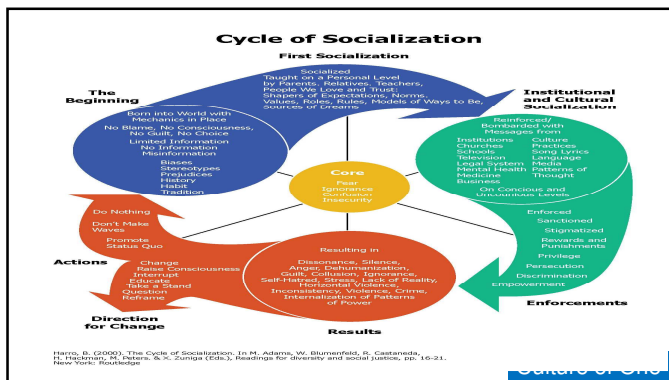 Cycle of Socialization
First Socialization
Socialized
Taught on a Personal Level
by Parents, Relatives, Teachers,
People We Love and Trust:
Shapers of Expectations, Norms,
Values, Roles, Rules, Models of Ways to Be,
Sources of Dreams
The
Beginning
Born into World with
Mechanics in Place
No Blame, No Consciousness,
No Guilt, No Choice
Limited Information
No Information
Misinformation
Biases
Stereotypes
Prejudices
History
Habit
Tradition
Institutional
and Cultural
Socialization
Reinforced/
Bombarded with
Messages from
Institutions Culture
Churches Practices
Schools Song Lyrics
Television Language
Legal System Media
Mental Health Patterns of
Medicine Thought
Business
On Concious and
Unconscious Levels
Core
Fear
Ignorance
Confusion
Insecurity
Enforced
Sanctioned
Stigmatized
Rewards and
Punishments
Privilege
Persecution
Discrimination
Empowerment
Enforcements
Resulting in
Dissonance, Silence,
Anger, Dehumanization,
Guilt, Collusion, Ignorance,
Self-Hatred, Stress, Lack of Reality,
Horizontal Violence,
Inconsistency, Violence, Crime,
Internalization of Patterns
of Power
Results
Do Nothing
Don't Make
Waves
Promote
Status Quo
Actions
Change
Raise Consciousness
Interrupt
Educate
Take a Stand
Question
Reframe
Direction
for Change
Harro, B. (2000). The Cycle of Socialization. In M. Adams, W. Blumenfeld, R. Castaneda,
H. Hackman, M. Peters, & X. Zuniga (Eds.), Readings for diversity and social justice, pp. 16-21.
New York: Routledge